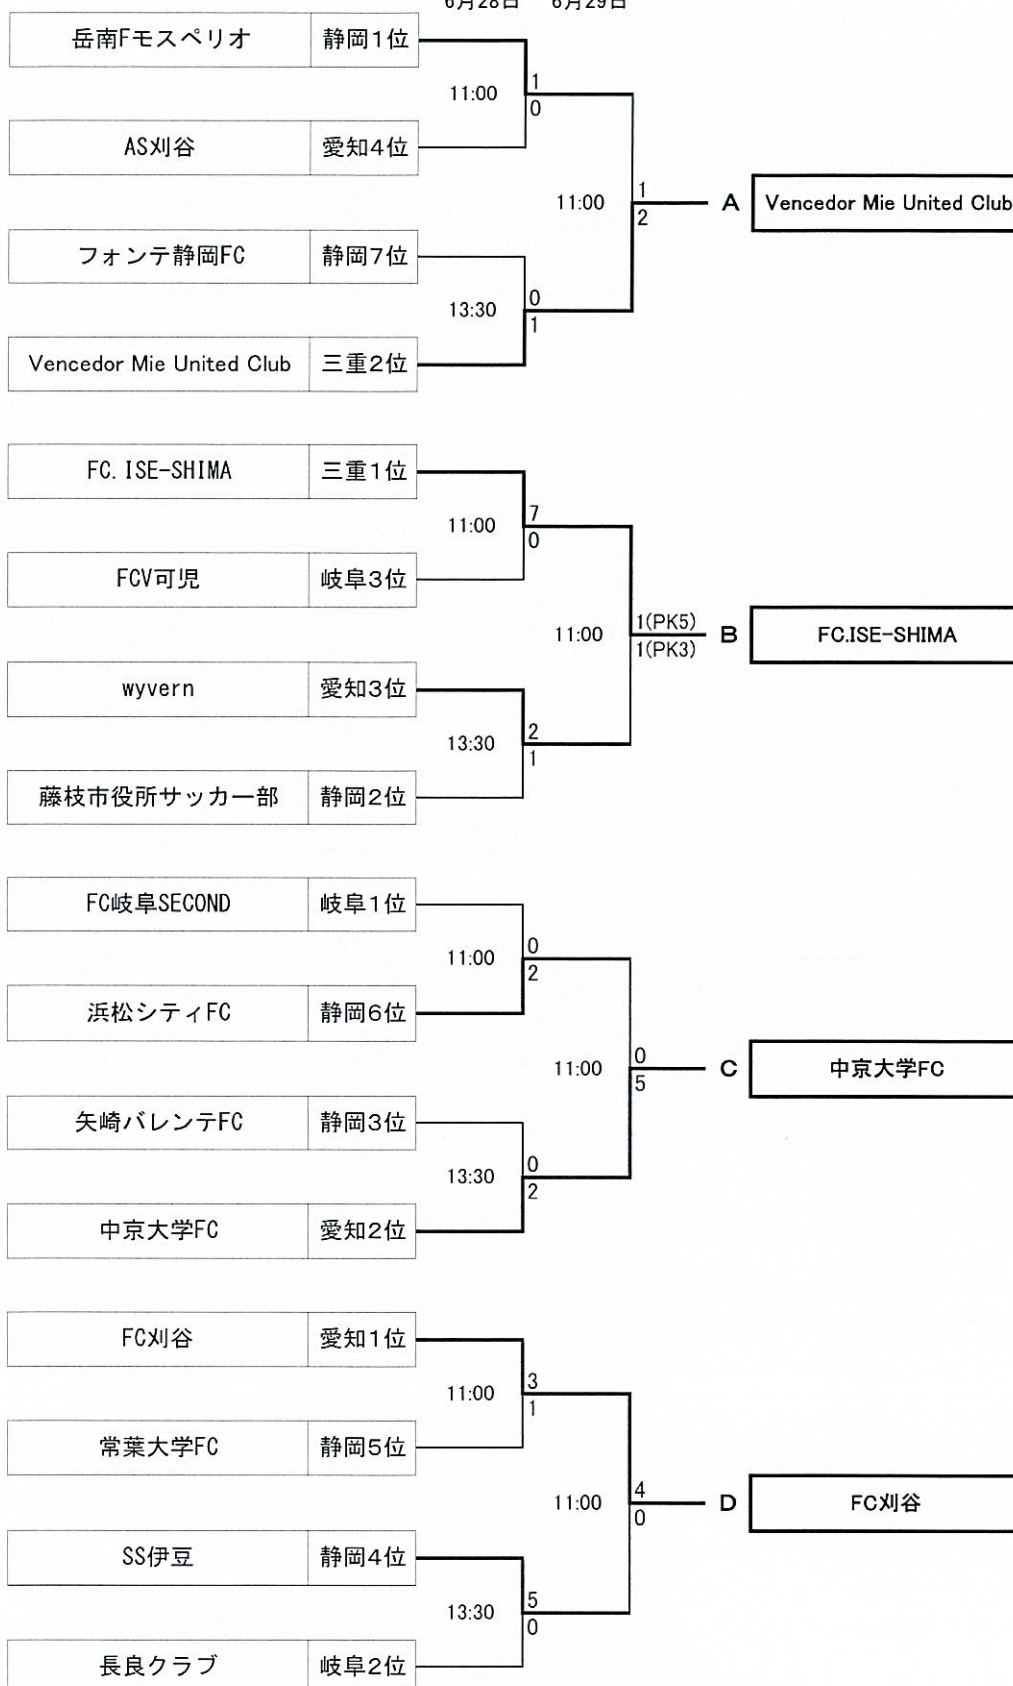 6月28日 6月29日
岳南Fモスペリオ 静岡1位
11:00 1
0
AS刈谷 愛知4位
11:00 1 A Vencedor Mie United Club
2
フォンテ静岡FC 静岡7位
13:30 0
1
Vencedor Mie United Club 三重2位
FC.ISE-SHIMA 三重1位
11:00 7
0
FCV可児 岐阜3位
11:00 1(PK5) B FC.ISE-SHIMA
1(PK3)
wyvern 愛知3位
13:30 2
1
藤枝市役所サッカー部 静岡2位
FC岐阜SECOND 岐阜1位
11:00 0
2
浜松シティFC 静岡6位
11:00 0 C 中京大学FC
5
矢崎バレンテFC 静岡3位
13:30 0
2
中京大学FC 愛知2位
FC刈谷 愛知1位
11:00 3
1
常葉大学FC 静岡5位
11:00 4 D FC刈谷
0
SS伊豆 静岡4位
13:30 5
0
長良クラブ 岐阜2位